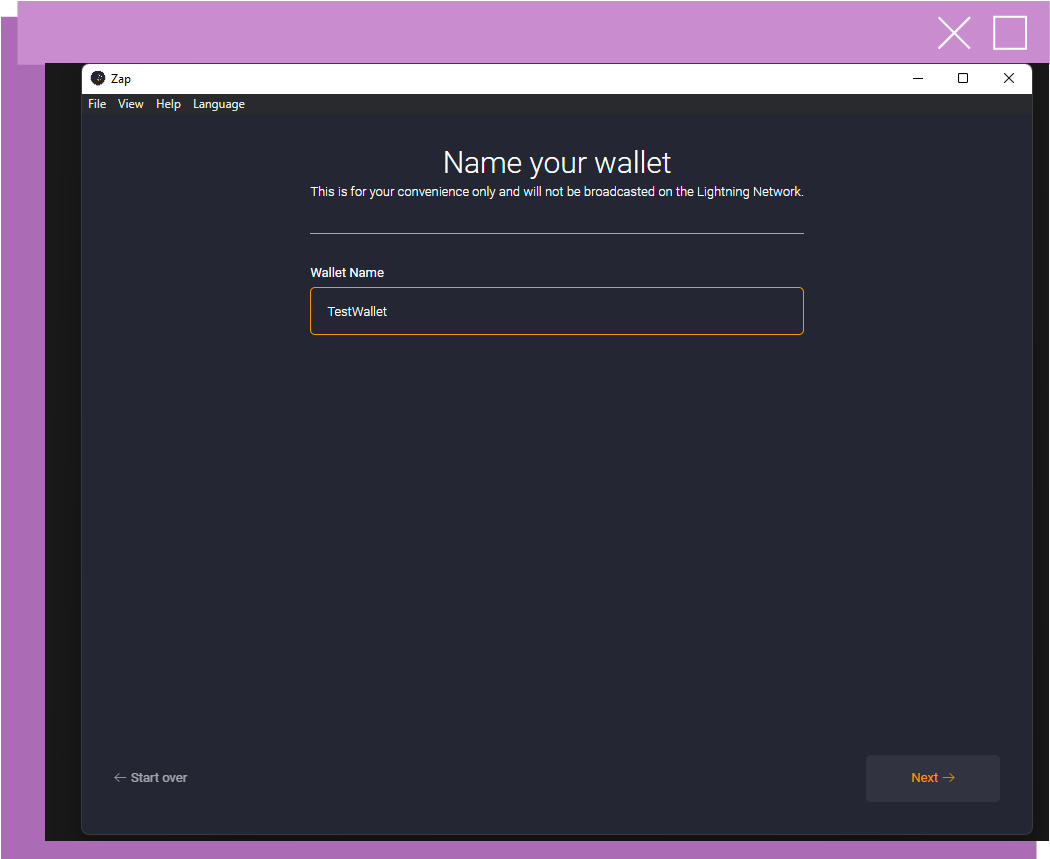 Zap
File View Help Language
Name your wallet
This is for your convenience only and will not be broadcasted on the Lightning Network.
Wallet Name
TestWallet
← Start over
Next →